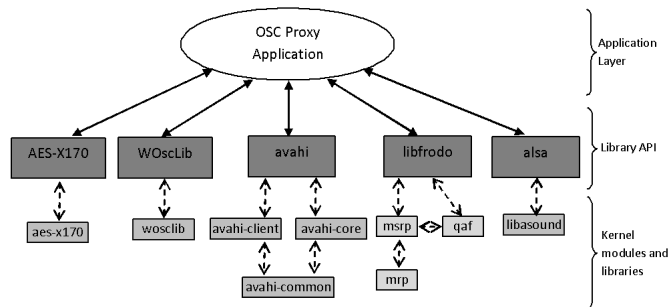 OSC Proxy
Application
Application
Layer
AES-X170
WOscLib
avahi
libfrodo
alsa
Library API
aes-x170
wosclib
avahi-client
avahi-core
msrp
qaf
libasound
avahi-common
mrp
Kernel
modules and
libraries